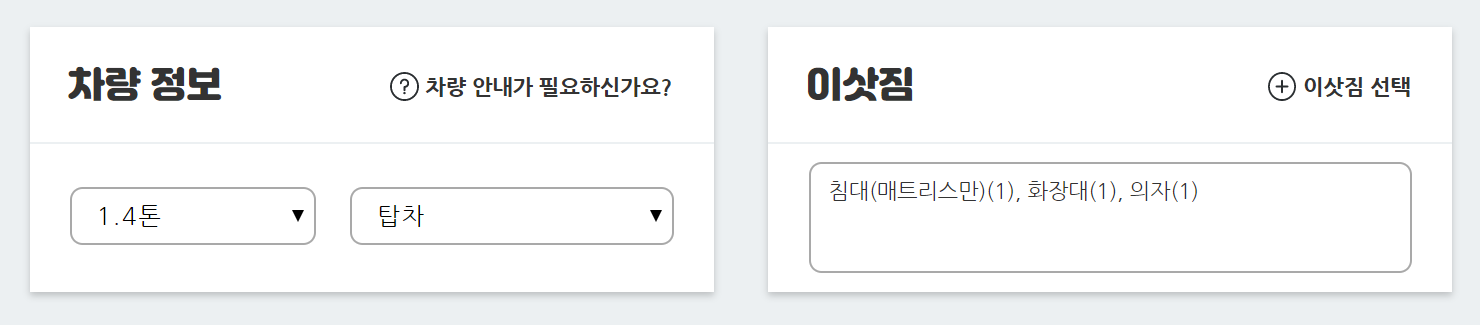 차량 정보
? 차량 안내가 필요하신가요?
1.4톤
탑차
이삿짐
이삿짐 선택
침대(매트리스만)(1), 화장대(1), 의자(1)